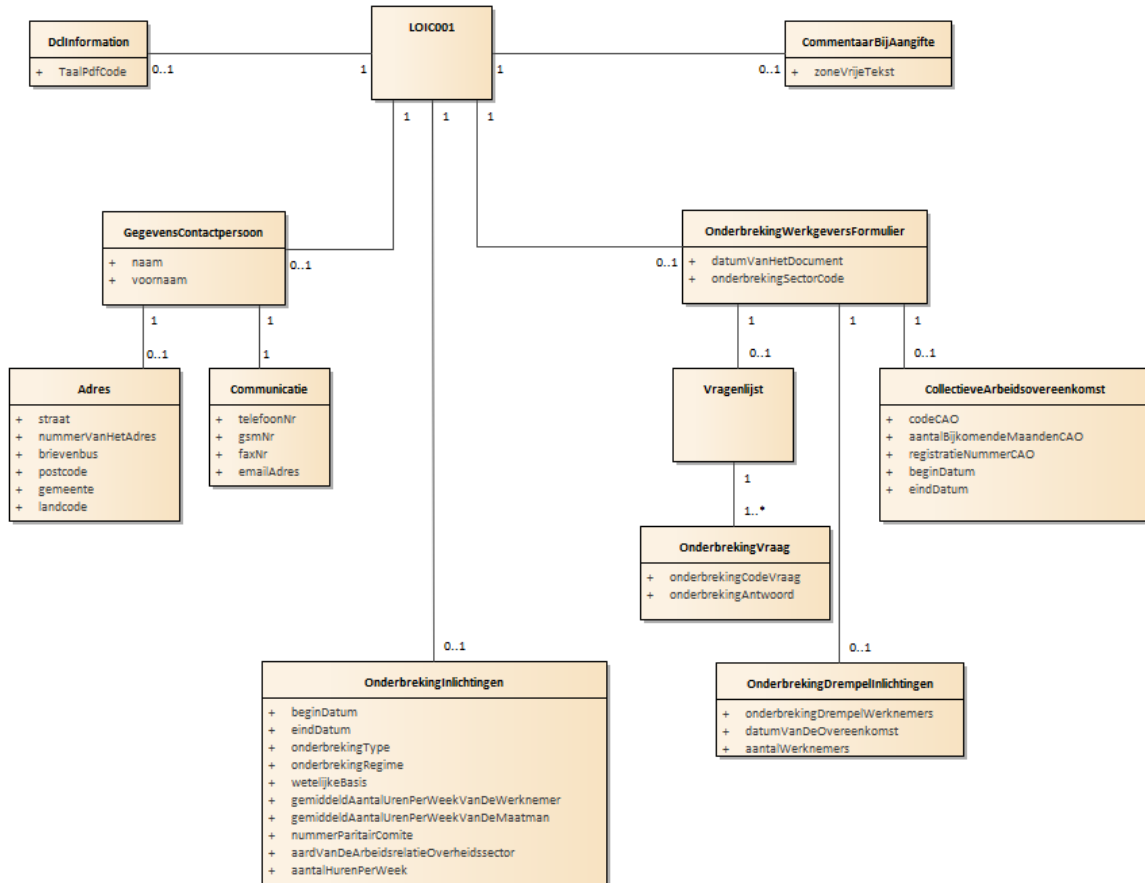 LOIC001
DclInformation
+ TaalPdfCode
0..1
1
1
0..1
CommentaarBijAangifte
+ zoneVrijeTekst
1
1
1
GegevensContactpersoon
+ naam
+ voornaam
0..1
0..1
OnderbrekingWerkgeversFormulier
+ datumVanHetDocument
+ onderbrekingSectorCode
1
0..1
1
1
1
0..1
1
1
0..1
Adres
+ straat
+ nummerVanHetAdres
+ brievenbus
+ postcode
+ gemeente
+ landcode
Communicatie
+ telefoonNr
+ gsmNr
+ faxNr
+ emailAdres
Vragenlijst
CollectieveArbeidsovereenkomst
+ codeCAO
+ aantalBijkomendeMaandenCAO
+ registratieNummerCAO
+ beginDatum
+ eindDatum
1
1..*
OnderbrekingVraag
+ onderbrekingCodeVraag
+ onderbrekingAntwoord
0..1
0..1
OnderbrekingInlichtingen
+ beginDatum
+ eindDatum
+ onderbrekingType
+ onderbrekingRegime
+ wetelijkeBasis
+ gemiddeldAantalUrenPerWeekVanDeWerknemer
+ gemiddeldAantalUrenPerWeekVanDeMaatman
+ nummerParitairComite
+ aardVanDeArbeidsrelatieOverheidssector
+ aantalHurenPerWeek
OnderbrekingDrempelInlichtingen
+ onderbrekingDrempelWerknemers
+ datumVanDeOvereenkomst
+ aantalWerknemers